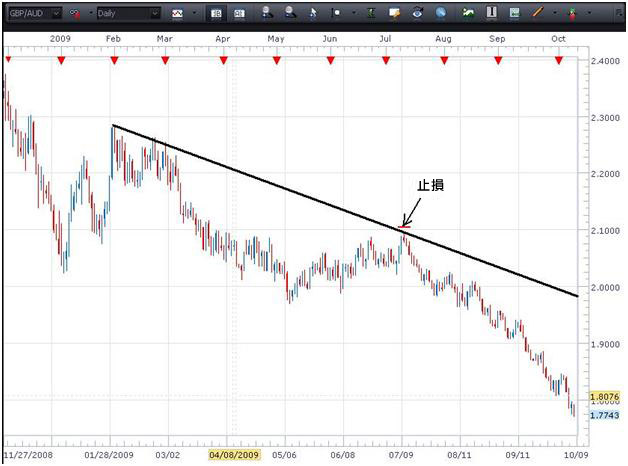 GBP/AUD Daily
2009 Feb Mar Apr May Jun Jul Aug Sep Oct
2.4000
2.3000
2.2000
止損
2.1000
2.0000
1.9000
1.8076
1.8000
1.7743
11/27/2008 01/28/2009 03/02 04/08/2009 05/06 06/08 07/09 08/11 09/11 10/09